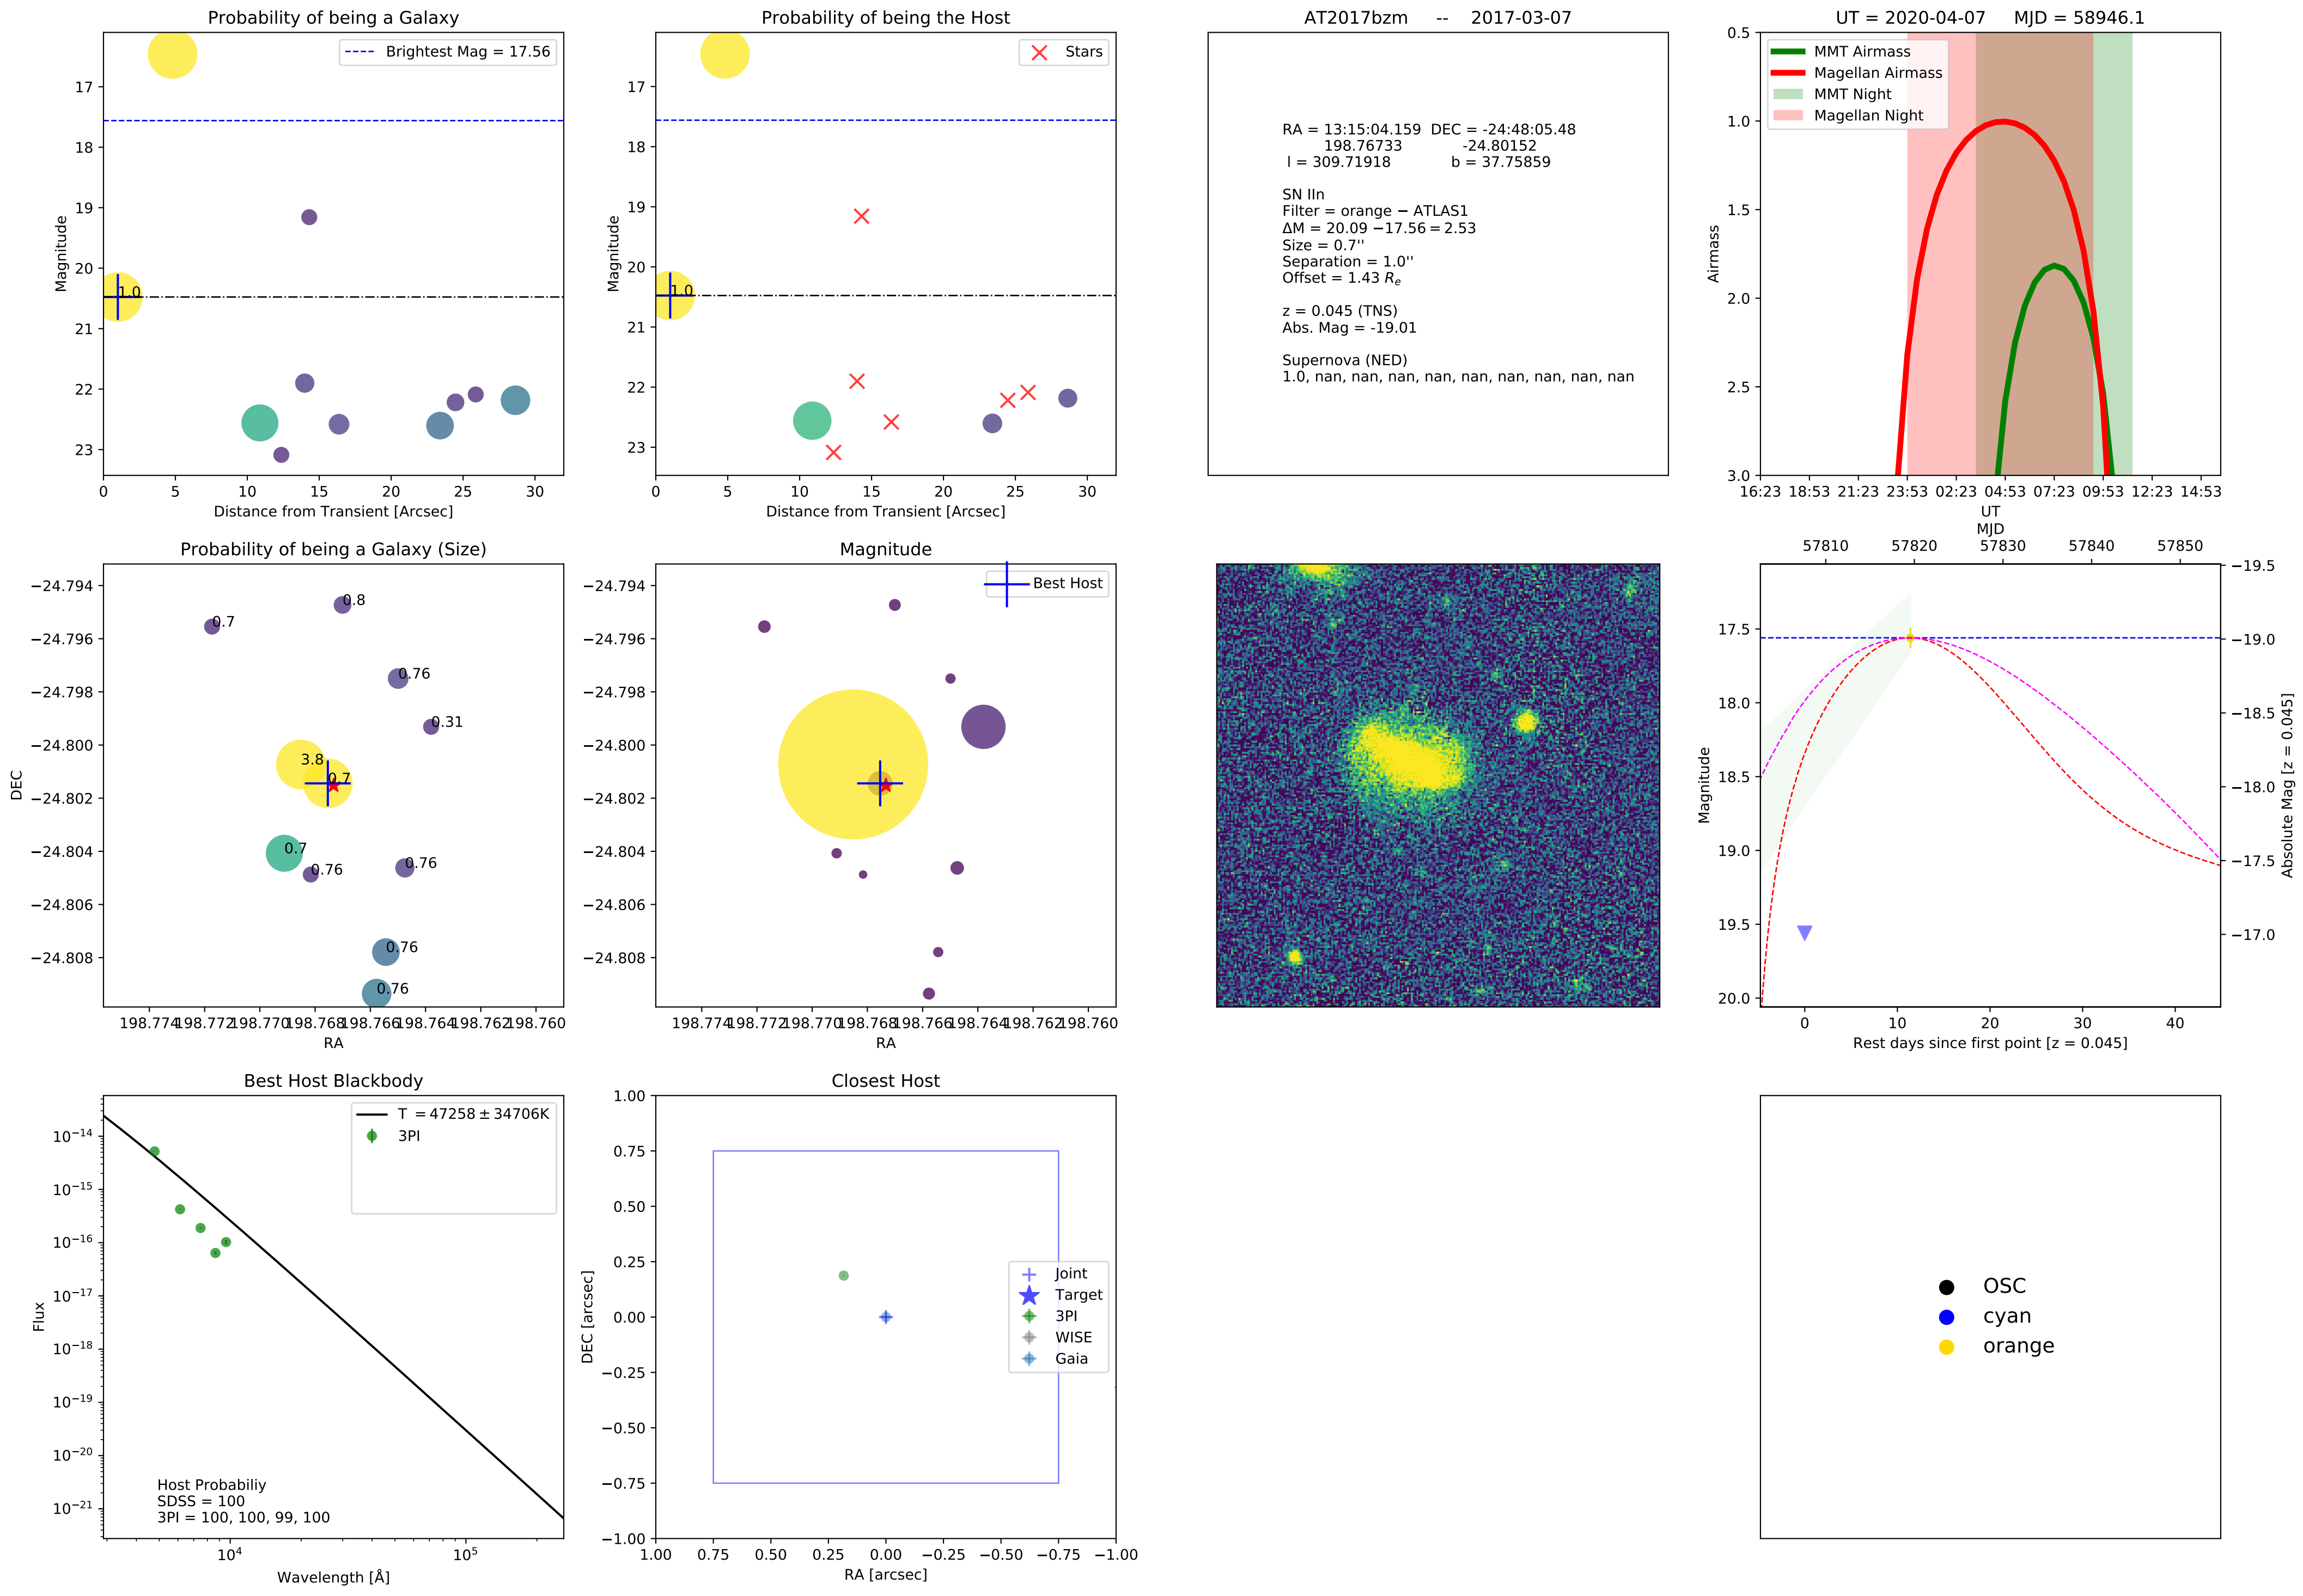 Probability of being a Galaxy
Brightest Mag = 17.56
1.0
17
18
19
20
21
22
23
Magnitude
0 5 10 15 20 25 30
Distance from Transient [Arcsec]
Probability of being the Host
Stars
1.0
17
18
19
20
21
22
23
Magnitude
0 5 10 15 20 25 30
Distance from Transient [Arcsec]
AT2017bzm -- 2017-03-07
RA = 13:15:04.159 DEC = -24:48:05.48
198.76733 -24.80152
l = 309.71918 b = 37.75859
SN IIn
Filter = orange − ATLAS1
ΔM = 20.09 −17.56 = 2.53
Size = 0.7''
Separation = 1.0''
Offset = 1.43 Re
z = 0.045 (TNS)
Abs. Mag = -19.01
Supernova (NED)
1.0, nan, nan, nan, nan, nan, nan, nan, nan, nan
UT = 2020-04-07 MJD = 58946.1
MMT Airmass
Magellan Airmass
MMT Night
Magellan Night
0.5
1.0
1.5
2.0
2.5
3.0
Airmass
16:23 18:53 21:23 23:53 02:23 04:53 07:23 09:53 12:23 14:53
UT
Probability of being a Galaxy (Size)
0.8
0.7
0.76
0.31
3.8
0.7
0.7
0.76
0.76
0.76
0.76
−24.794
−24.796
−24.798
−24.800
−24.802
−24.804
−24.806
−24.808
DEC
198.774 198.772 198.770 198.768 198.766 198.764 198.762 198.760
RA
Magnitude
Best Host
−24.794
−24.796
−24.798
−24.800
−24.802
−24.804
−24.806
−24.808
198.774 198.772 198.770 198.768 198.766 198.764 198.762 198.760
RA
MJD
57810 57820 57830 57840 57850
17.5
18.0
18.5
19.0
19.5
20.0
Magnitude
−19.5
−19.0
−18.5
−18.0
−17.5
−17.0
Absolute Mag [z = 0.045]
0 10 20 30 40
Rest days since first point [z = 0.045]
Best Host Blackbody
T = 47258 ± 34706K
3PI
10−14
10−15
10−16
10−17
10−18
10−19
10−20
10−21
Flux
Host Probabiliy
SDSS = 100
3PI = 100, 100, 99, 100
104 105
Wavelength [Å]
Closest Host
Joint
Target
3PI
WISE
Gaia
1.00
0.75
0.50
0.25
0.00
−0.25
−0.50
−0.75
−1.00
DEC [arcsec]
1.00 0.75 0.50 0.25 0.00 −0.25 −0.50 −0.75 −1.00
RA [arcsec]
OSC
cyan
orange